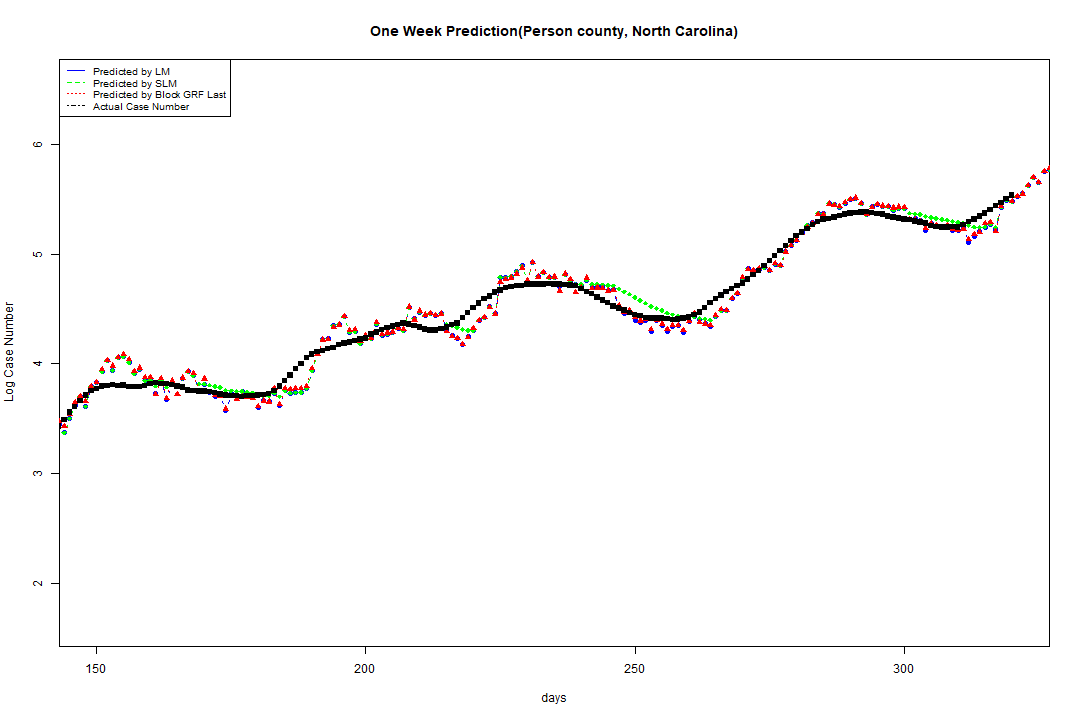 One Week Prediction(Person county, North Carolina)
Predicted by LM
Predicted by SLM
Predicted by Block GRF Last
Actual Case Number
6
5
4
3
2
Log Case Number
150
200
250
300
days